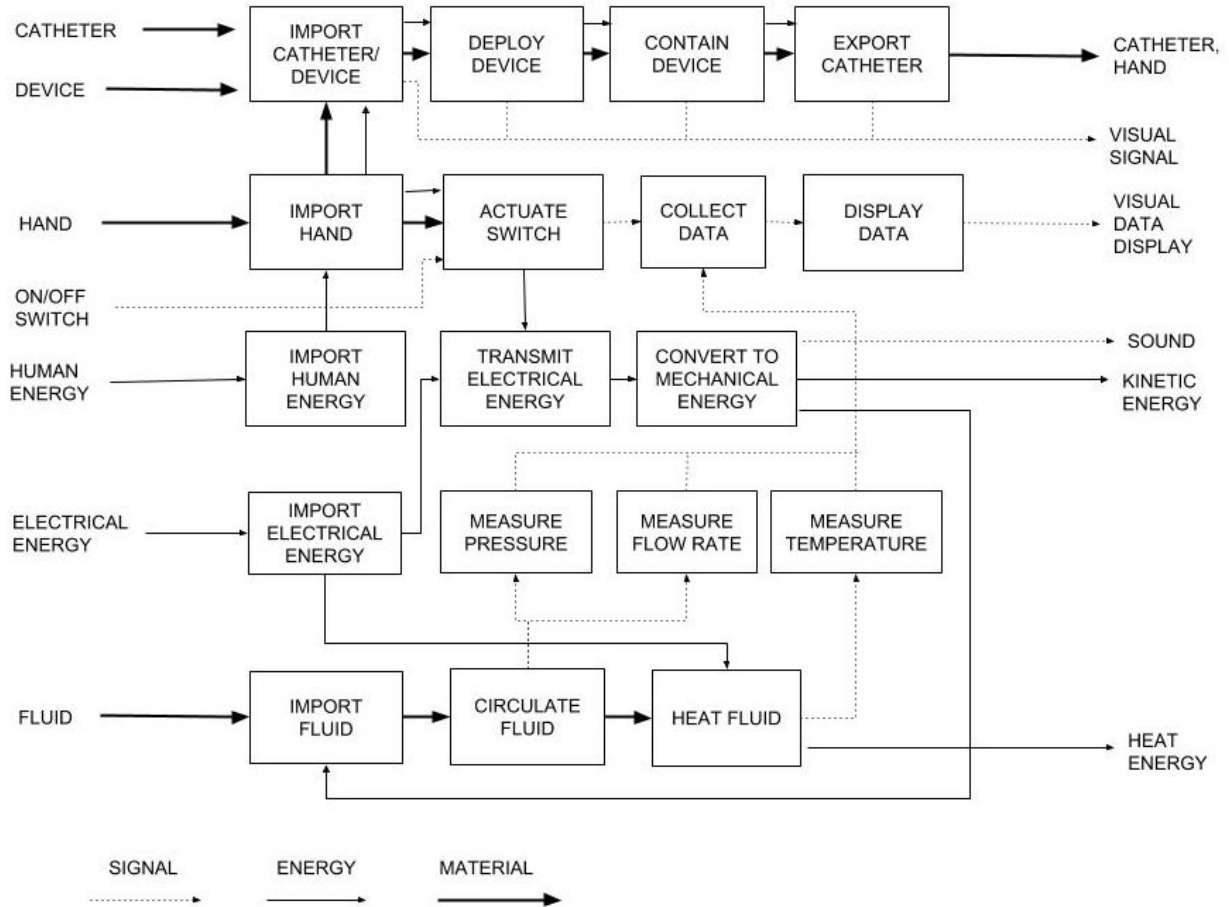 CATHETER
DEVICE
IMPORT
CATHETER/
DEVICE
DEPLOY
DEVICE
CONTAIN
DEVICE
EXPORT
CATHETER
CATHETER,
HAND
VISUAL
SIGNAL
HAND
IMPORT
HAND
ACTUATE
SWITCH
COLLECT
DATA
DISPLAY
DATA
VISUAL
DATA
DISPLAY
ON/OFF
SWITCH
HUMAN
ENERGY
IMPORT
HUMAN
ENERGY
TRANSMIT
ELECTRICAL
ENERGY
CONVERT TO
MECHANICAL
ENERGY
SOUND
KINETIC
ENERGY
ELECTRICAL
ENERGY
IMPORT
ELECTRICAL
ENERGY
MEASURE
PRESSURE
MEASURE
FLOW RATE
MEASURE
TEMPERATURE
FLUID
IMPORT
FLUID
CIRCULATE
FLUID
HEAT FLUID
HEAT
ENERGY
SIGNAL
ENERGY
MATERIAL